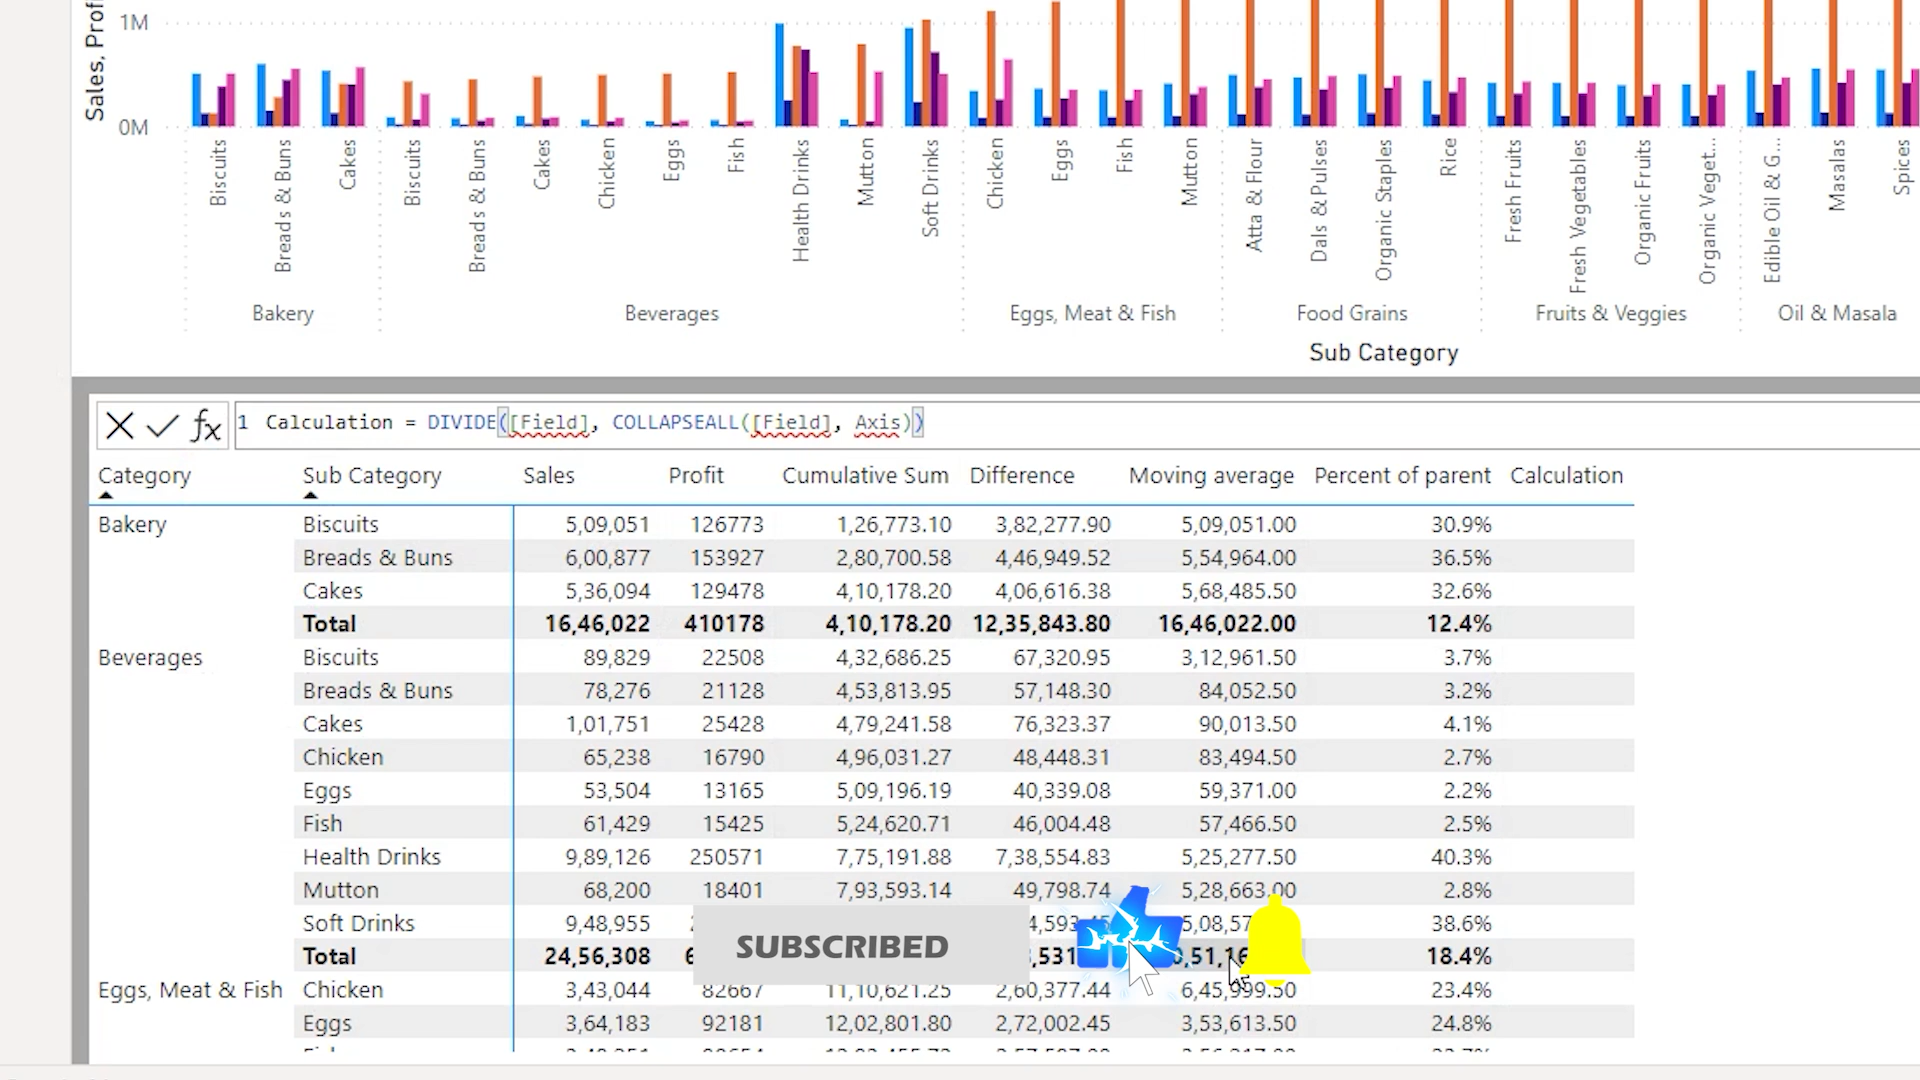 Sales, Profi
1M
0M
Biscuits Breads & Buns Cakes Biscuits Breads & Buns Cakes Chicken Eggs Fish Health Drinks Mutton Soft Drinks Chicken Eggs Fish Mutton Atta & Flour Dals & Pulses Organic Staples Rice Fresh Fruits Fresh Vegetables Organic Fruits Organic Veget... Edible Oil & G... Masalas Spices
Bakery Beverages Eggs, Meat & Fish Food Grains Fruits & Veggies Oil & Masala
Sub Category
fx 1 Calculation = DIVIDE([Field], COLLAPSEALL([Field], Axis))
Category Sub Category Sales Profit Cumulative Sum Difference Moving average Percent of parent Calculation
Bakery Biscuits 5,09,051 126773 1,26,773.10 3,82,277.90 5,09,051.00 30.9%
Breads & Buns 6,00,877 153927 2,80,700.58 4,46,949.52 5,54,964.00 36.5%
Cakes 5,36,094 129478 4,10,178.20 4,06,616.38 5,68,485.50 32.6%
Total 16,46,022 410178 4,10,178.20 12,35,843.80 16,46,022.00 12.4%
Beverages Biscuits 89,829 22508 4,32,686.25 67,320.95 3,12,961.50 3.7%
Breads & Buns 78,276 21128 4,53,813.95 57,148.30 84,052.50 3.2%
Cakes 1,01,751 25428 4,79,241.58 76,323.37 90,013.50 4.1%
Chicken 65,238 16790 4,96,031.27 48,448.31 83,494.50 2.7%
Eggs 53,504 13165 5,09,196.19 40,339.08 59,371.00 2.2%
Fish 61,429 15425 5,24,620.71 46,004.48 57,466.50 2.5%
Health Drinks 9,89,126 250571 7,75,191.88 7,38,554.83 5,25,277.50 40.3%
Mutton 68,200 18401 7,93,593.14 49,798.74 5,28,663.00 2.8%
Soft Drinks 9,48,955 38.6%
SUBSCRIBED
Total 24,56,308 18.4%
Eggs, Meat & Fish Chicken 3,43,044 82667 11,10,621.25 2,60,377.44 6,45,999.50 23.4%
Eggs 3,64,183 92181 12,02,801.80 2,72,002.45 3,53,613.50 24.8%